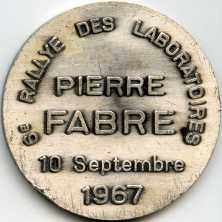 6e RALLYE DES LABORATOIRES
PIERRE
FABRE
10 Septembre
1967